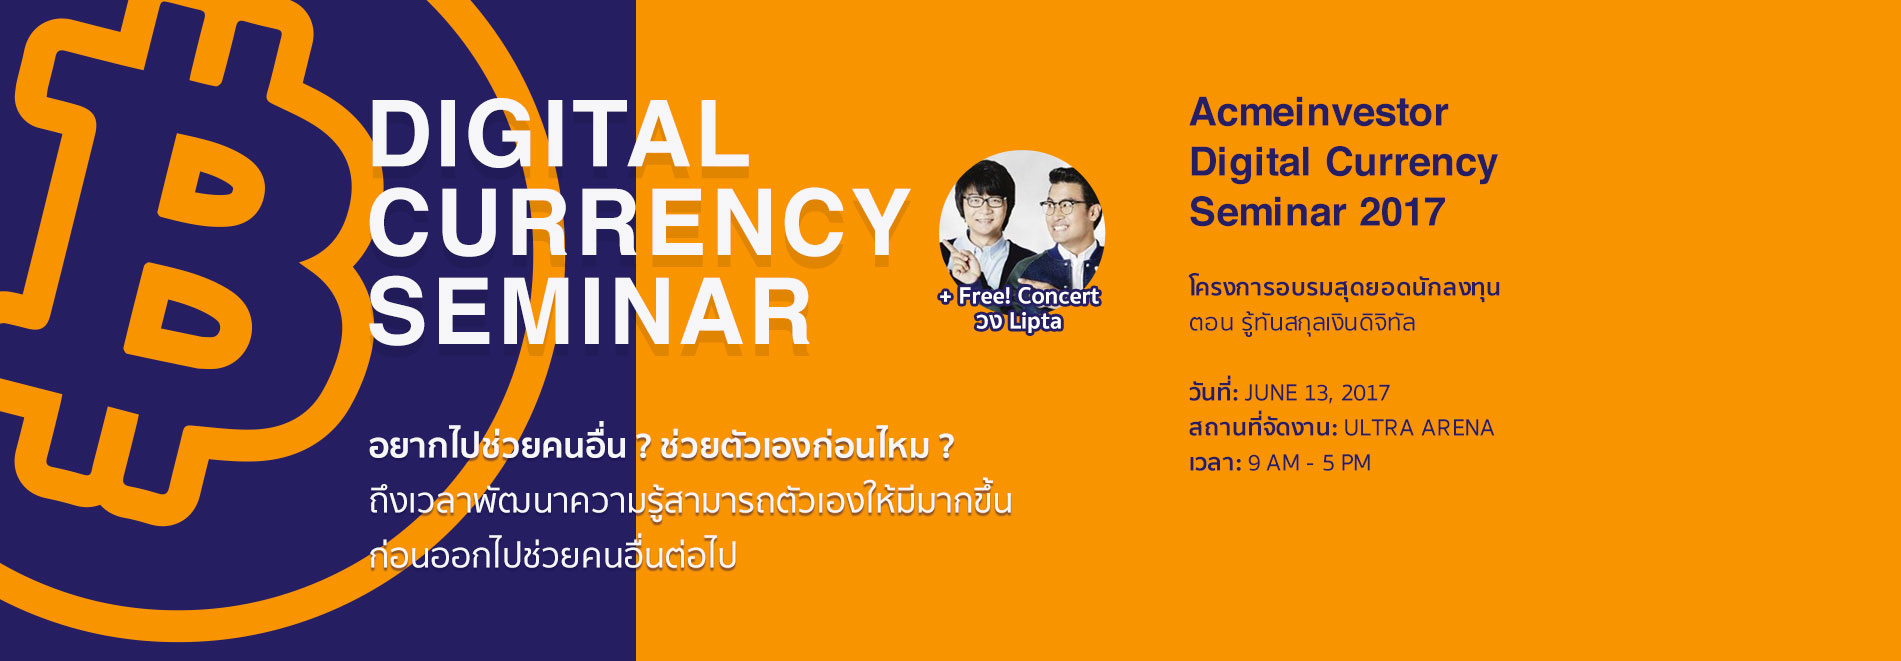 DIGITAL
CURRENCY
SEMINAR
+ Free! Concert
วง Lipta
อยากไปช่วยคนอื่น ? ช่วยตัวเองก่อนไหม ?
ถึงเวลาพัฒนาความรู้สามารถตัวเองให้มีมากขึ้น
ก่อนออกไปช่วยคนอื่นต่อไป
Acmeinvestor
Digital Currency
Seminar 2017
โครงการอบรมสุดยอดนักลงทุน
ตอน รู้ทันสกุลเงินดิจิทัล
วันที่: JUNE 13, 2017
สถานที่จัดงาน: ULTRA ARENA
เวลา: 9 AM - 5 PM